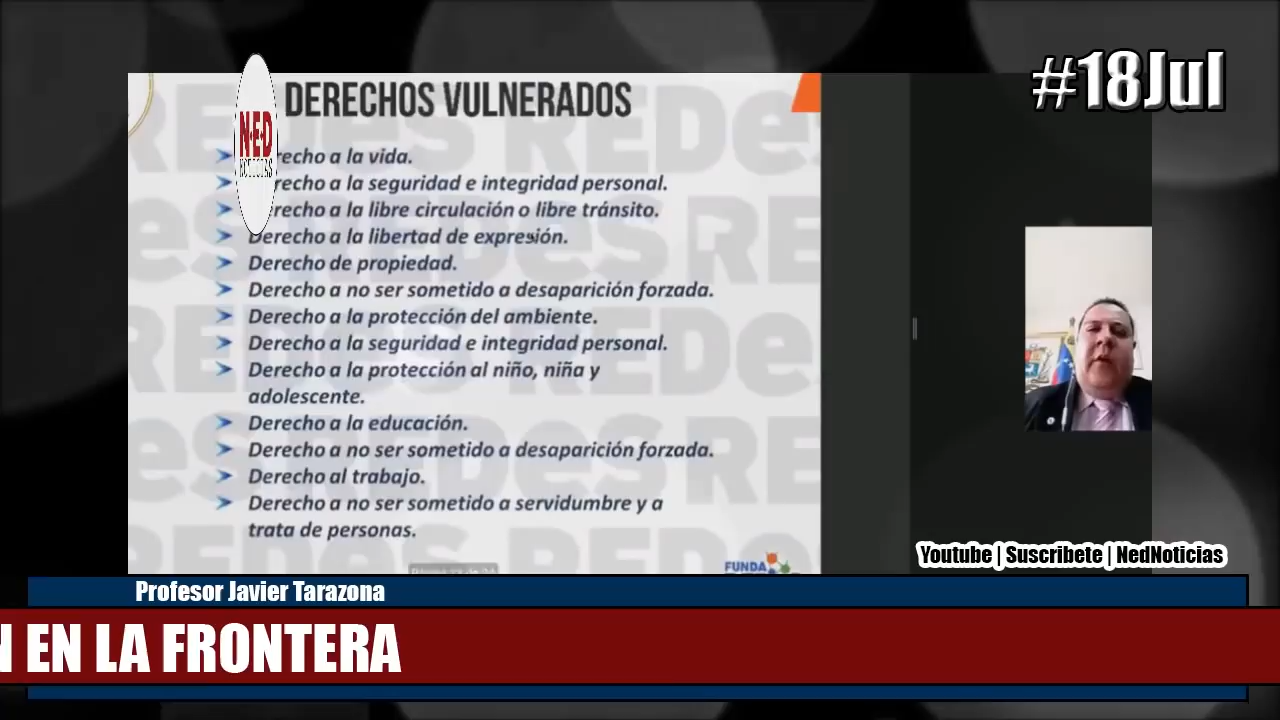 #18Jul
DERECHOS VULNERADOS
N·E·D
NOTICIAS
recho a la vida.
recho a la seguridad e integridad personal.
recho a la libre circulación o libre tránsito.
Derecho a la libertad de expresión.
Derecho de propiedad.
Derecho a no ser sometido a desaparición forzada.
Derecho a la protección del ambiente.
Derecho a la seguridad e integridad personal.
Derecho a la protección al niño, niña y
adolescente.
Derecho a la educación.
Derecho a no ser sometido a desaparición forzada.
Derecho al trabajo.
Derecho a no ser sometido a servidumbre y a
trata de personas.
FUNDA
Youtube | Suscribete | NedNoticias
Profesor Javier Tarazona
N EN LA FRONTERA